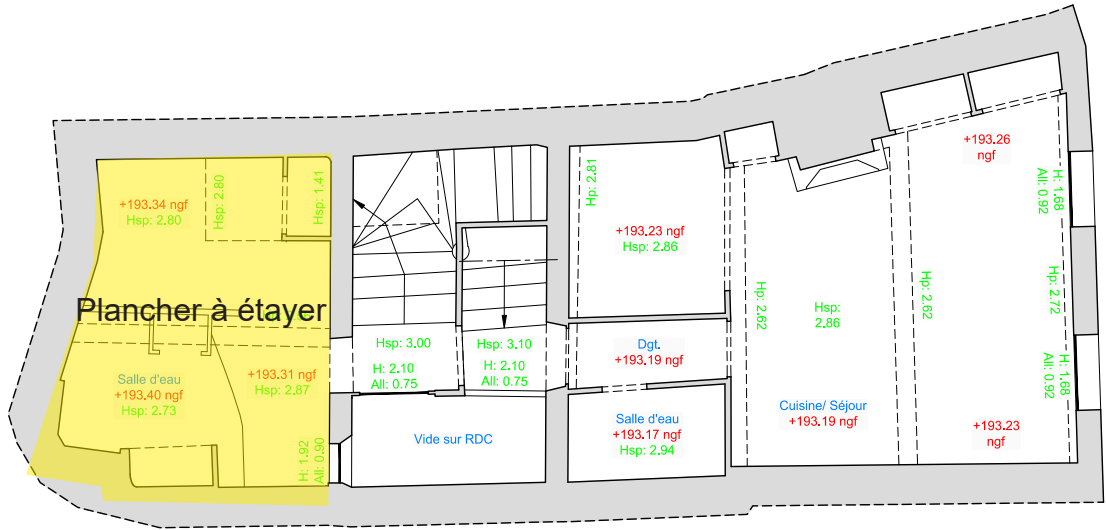 +193.34 ngf
Hsp: 2.80
Hsp: 2.80
Hsp: 1.41
Plancher à étayer
Salle d'eau
+193.40 ngf
Hsp: 2.73
+193.31 ngf
Hsp: 2.87
H: 1.92
All: 0.90
Hsp: 3.00
H: 2.10
All: 0.75
Hsp: 3.10
H: 2.10
All: 0.75
Vide sur RDC
Hp: 2.81
+193.23 ngf
Hsp: 2.86
Dgt.
+193.19 ngf
Salle d'eau
+193.17 ngf
Hsp: 2.94
Hp: 2.62
Hsp:
2.86
Cuisine/ Séjour
+193.19 ngf
Hp: 2.62
+193.26
ngf
H: 1.68
All: 0.92
Hp: 2.72
H: 1.68
All: 0.92
+193.23
ngf